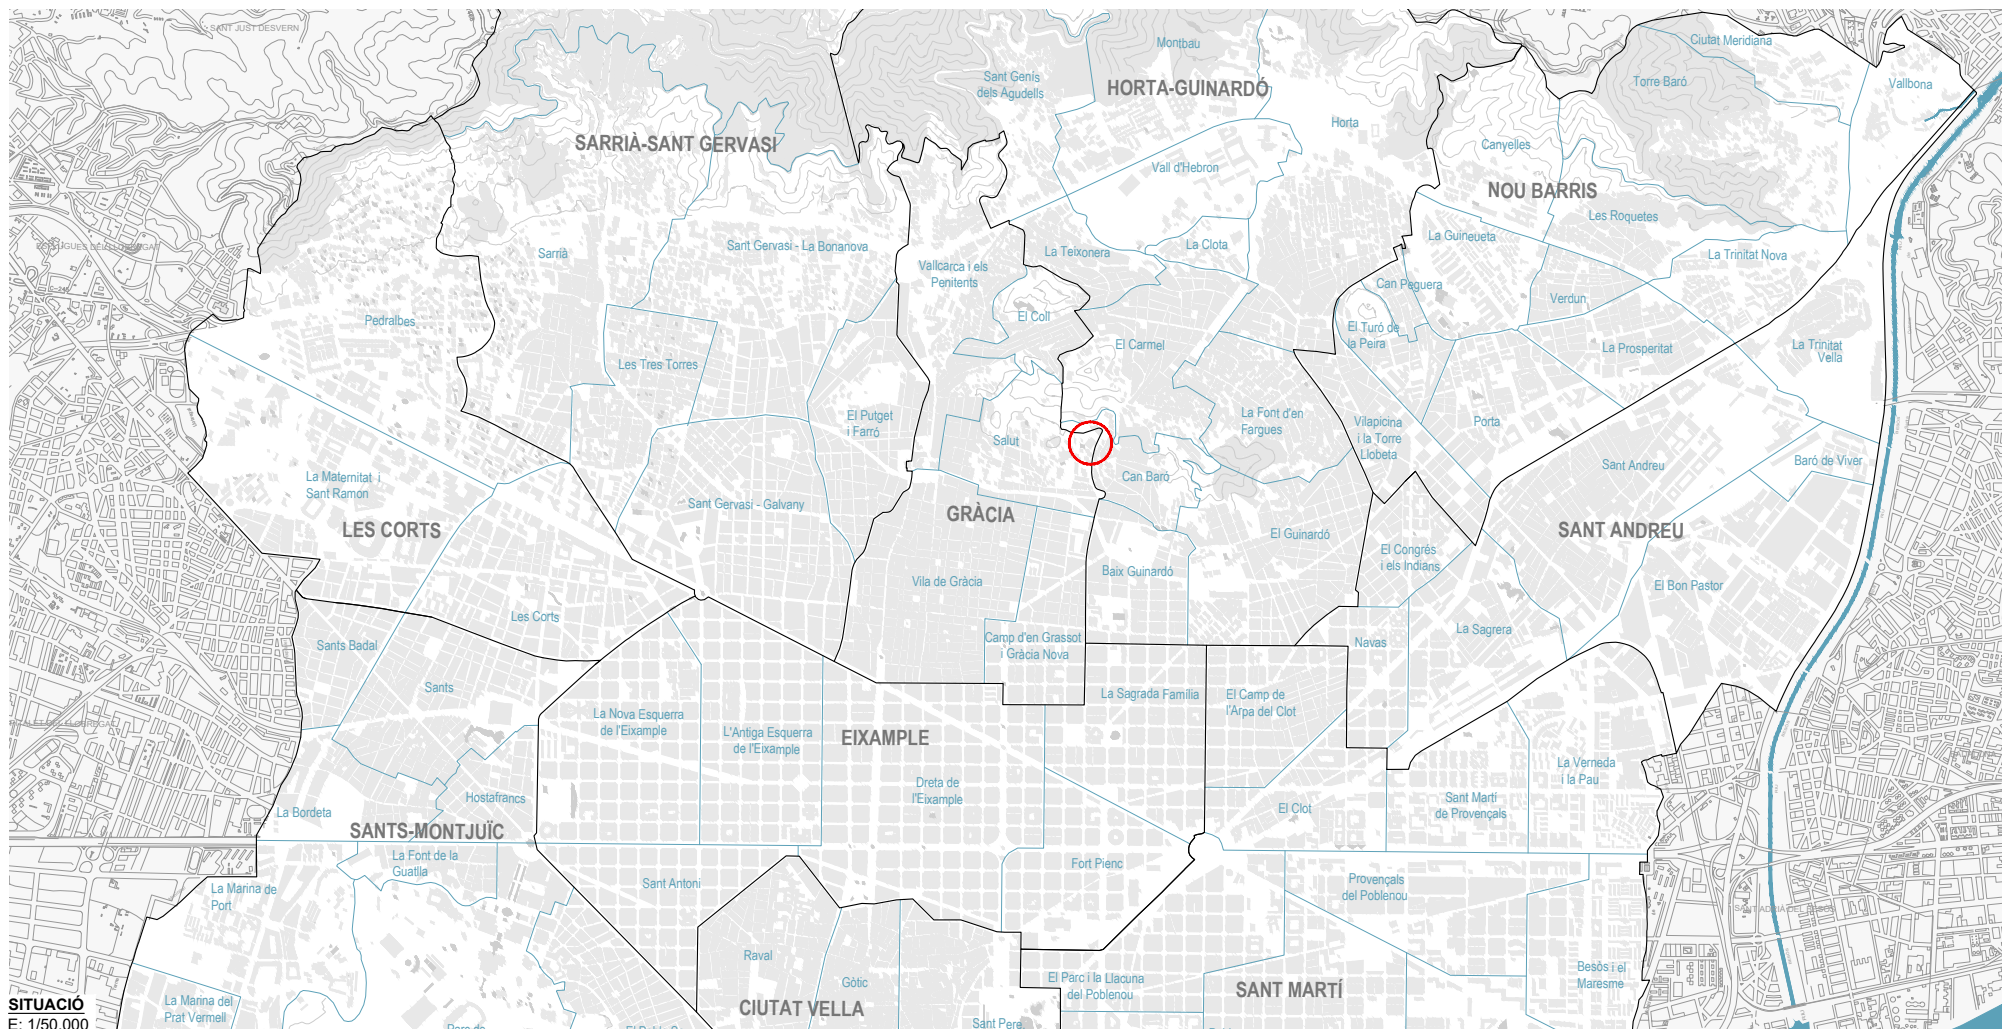 SANT JUST DESVERN
Montbau
Ciutat Meridiana
Sant Genís
dels Agudells
HORTA-GUINARDÓ
Torre Baró
Vallbona
Horta
SARRIÀ-SANT GERVASI
Canyelles
Vall d'Hebron
NOU BARRIS
Les Roquetes
La Guineueta
Sant Gervasi - La Bonanova
La Clota
La Teixonera
Sarrià
La Trinitat Nova
Vallcarca i els
Penitents
Can Peguera
Verdun
El Coll
Pedralbes
El Turó de
la Peira
El Carmel
La Prosperitat
La Trinitat
Vella
Les Tres Torres
El Putget
i Farró
La Font d'en
Fargues
Vilapicina
i la Torre
Llobeta
Porta
Salut
Baró de Viver
Sant Andreu
La Maternitat i
Sant Ramon
Can Baró
Sant Gervasi - Galvany
GRÀCIA
LES CORTS
SANT ANDREU
El Guinardó
El Congrés
i els Indians
Baix Guinardó
Vila de Gràcia
El Bon Pastor
Les Corts
La Sagrera
Sants Badal
Navas
Camp d'en Grassot
i Gràcia Nova
Sants
La Sagrada Família
El Camp de
l'Arpa del Clot
La Nova Esquerra
de l'Eixample
L'Antiga Esquerra
de l'Eixample
EIXAMPLE
La Verneda
i la Pau
Dreta de
l'Eixample
Hostafrancs
Sant Martí
de Provençals
El Clot
La Bordeta
SANTS-MONTJUÏC
La Font de la
Guatlla
Fort Pienc
Sant Antoni
Provençals
del Poblenou
La Marina de
Port
SANT ADRIÀ DEL BESÒS
Raval
Gòtic
El Parc i la Llacuna
del Poblenou
Besòs i el
Maresme
SANT MARTÍ
La Marina del
Prat Vermell
CIUTAT VELLA
Sant Pere,
SITUACIÓ
E: 1/50.000